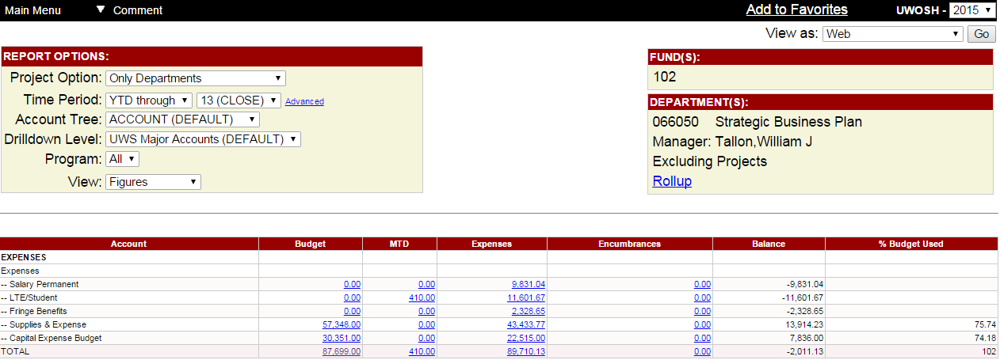 Main Menu ▼ Comment Add to Favorites UWOSH - 2015
View as: Web Go
REPORT OPTIONS:
Project Option: Only Departments
Time Period: YTD through 13 (CLOSE) Advanced
Account Tree: ACCOUNT (DEFAULT)
Drilldown Level: UWS Major Accounts (DEFAULT)
Program: All
View: Figures
FUND(S):
102
DEPARTMENT(S):
066050 Strategic Business Plan
Manager: Tallon,William J
Excluding Projects
Rollup
Account Budget MTD Expenses Encumbrances Balance % Budget Used
EXPENSES
Expenses
-- Salary Permanent 0.00 0.00 9,831.04 0.00 -9,831.04
-- LTE/Student 0.00 410.00 11,601.67 0.00 -11,601.67
-- Fringe Benefits 0.00 0.00 2,328.65 0.00 -2,328.65
-- Supplies & Expense 57,348.00 0.00 43,433.77 0.00 13,914.23 75.74
-- Capital Expense Budget 30,351.00 0.00 22,515.00 0.00 7,836.00 74.18
TOTAL 87,699.00 410.00 89,710.13 0.00 -2,011.13 102